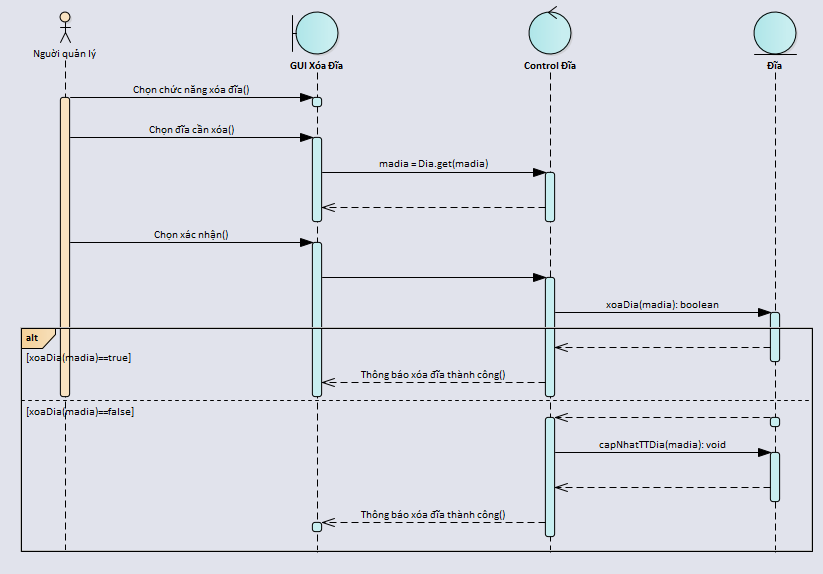 Người quản lý
GUI Xóa Đĩa
Control Đĩa
Đĩa
Chọn chức năng xóa đĩa()
Chọn đĩa cần xóa()
madia = Dia.get(madia)
Chọn xác nhận()
xoaDia(madia): boolean
alt
[xoaDia(madia)==true]
Thông báo xóa đĩa thành công()
[xoaDia(madia)==false]
capNhatTTDia(madia): void
Thông báo xóa đĩa thành công()